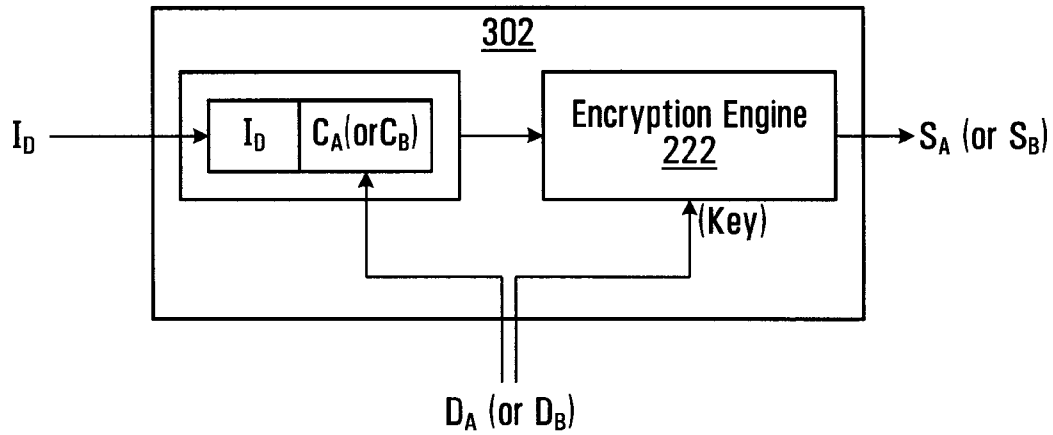 302
I_D
I_D
C_A(orC_B)
Encryption Engine
222
S_A (or S_B)
(Key)
D_A (or D_B)